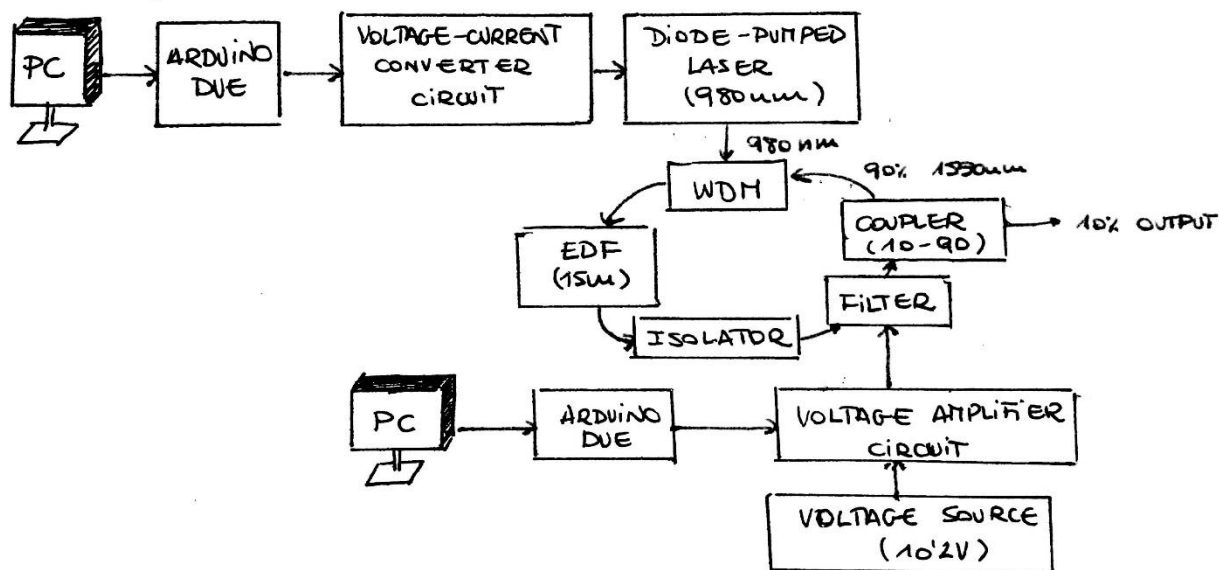 PC
ARDUINO
DUE
VOLTAGE-CURRENT
CONVERTER
CIRCUIT
DIODE-PUMPED
LASER
(980nm)
980nm
WDM
90% 1550nm
COUPLER
(10-90)
10% OUTPUT
EDF
(15m)
FILTER
ISOLATOR
PC
ARDUINO
DUE
VOLTAGE AMPLIFIER
CIRCUIT
VOLTAGE SOURCE
(10'2V)